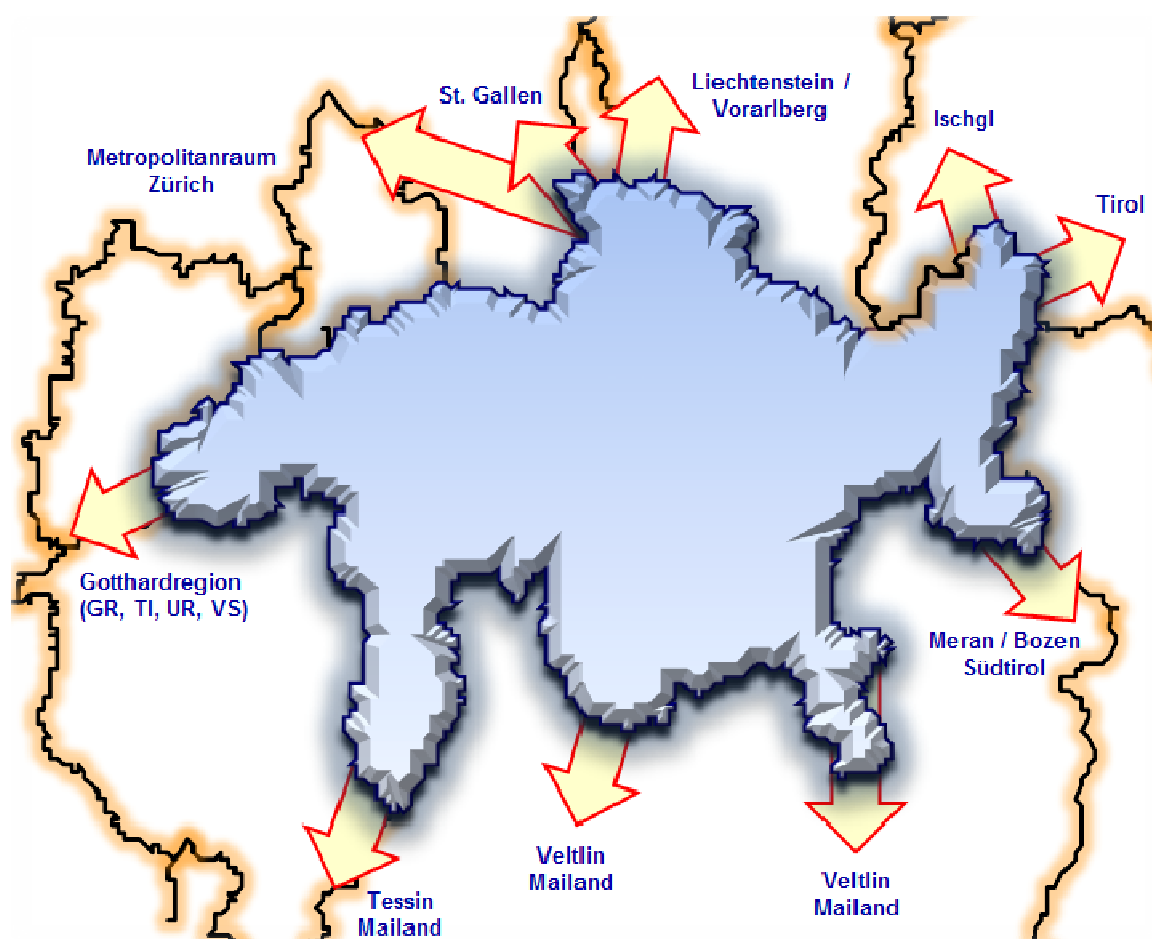 Liechtenstein /
Vorarlberg
St. Gallen
Ischgl
Metropolitanraum
Zürich
Tirol
Gotthardregion
(GR, TI, UR, VS)
Meran / Bozen
Südtirol
Veltlin
Mailand
Veltlin
Mailand
Tessin
Mailand